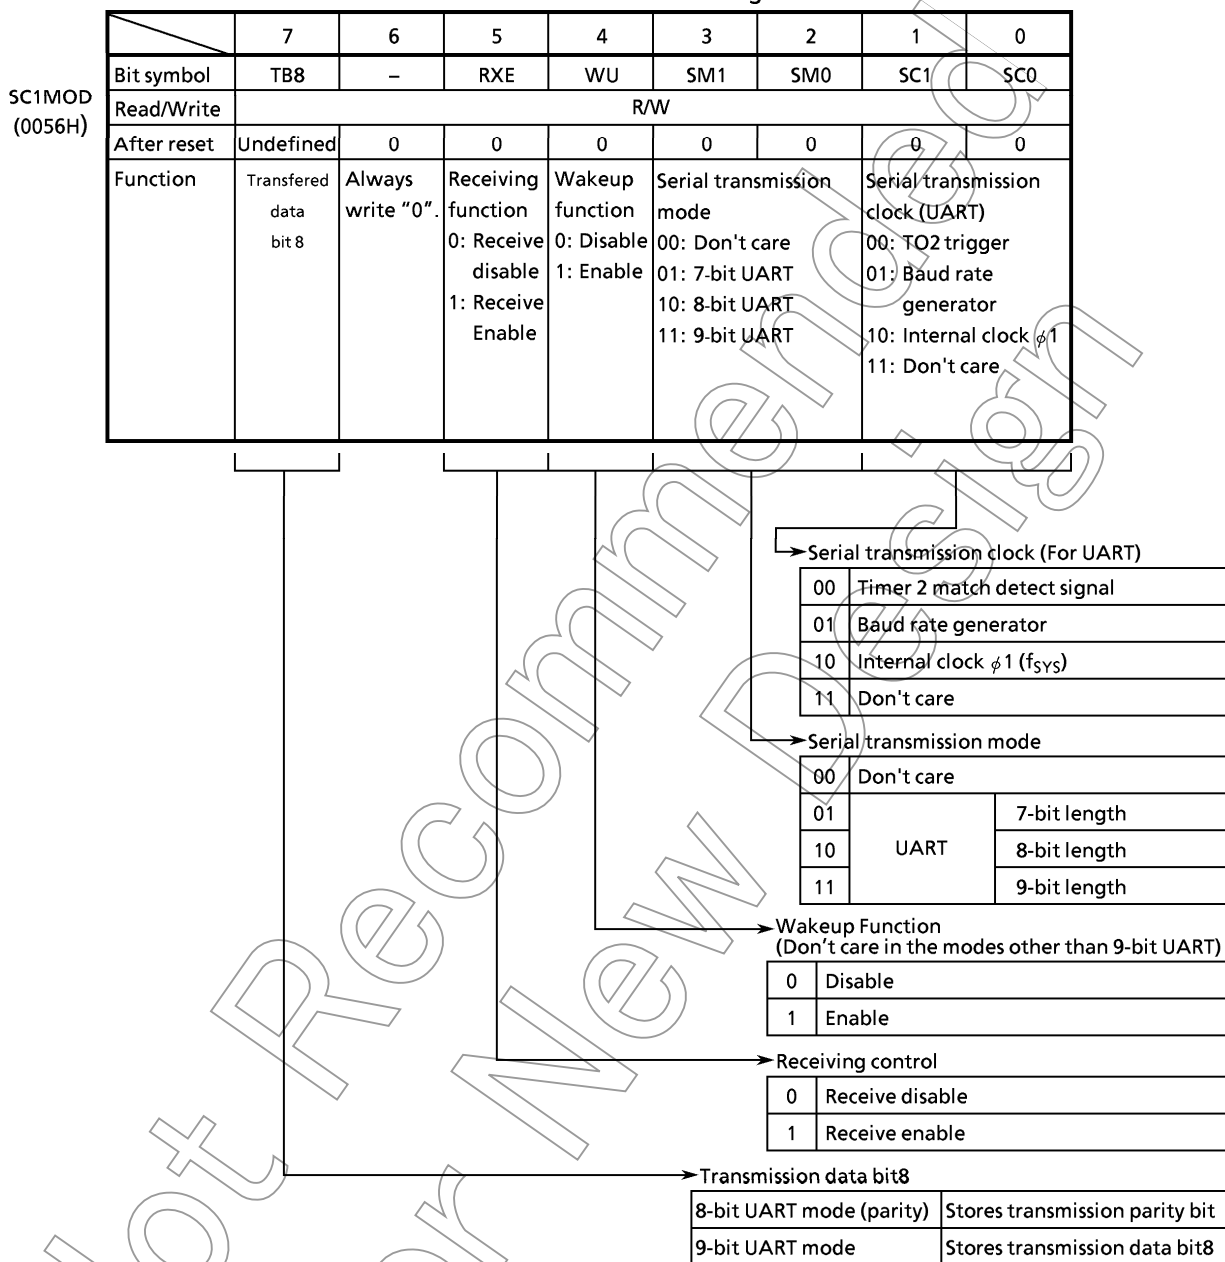 7 6 5 4 3 2 1 0
Bit symbol TB8 – RXE WU SM1 SM0 SC1 SC0
SC1MOD
(0056H)
Read/Write R/W
After reset Undefined 0 0 0 0 0 0 0
Function
Transfered
data
bit 8
Always
write "0".
Receiving
function
0: Receive
disable
1: Receive
Enable
Wakeup
function
0: Disable
1: Enable
Serial transmission
mode
00: Don't care
01: 7-bit UART
10: 8-bit UART
11: 9-bit UART
Serial transmission
clock (UART)
00: TO2 trigger
01: Baud rate
generator
10: Internal clock ϕ1
11: Don't care
Serial transmission clock (For UART)
00 Timer 2 match detect signal
01 Baud rate generator
10 Internal clock ϕ1 (fSYS)
11 Don't care
Serial transmission mode
00 Don't care
01 UART 7-bit length
10 8-bit length
11 9-bit length
Wakeup Function
(Don't care in the modes other than 9-bit UART)
0 Disable
1 Enable
Receiving control
0 Receive disable
1 Receive enable
Transmission data bit8
8-bit UART mode (parity) Stores transmission parity bit
9-bit UART mode Stores transmission data bit8
Not Recommended
for New Design